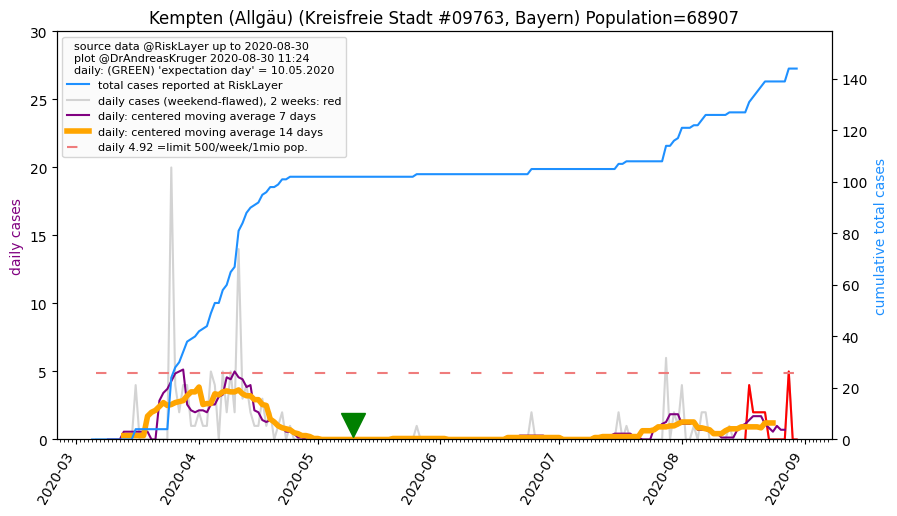 Kempten (Allgäu) (Kreisfreie Stadt #09763, Bayern) Population=68907
source data @RiskLayer up to 2020-08-30
plot @DrAndreasKruger 2020-08-30 11:24
daily: (GREEN) 'expectation day' = 10.05.2020
total cases reported at RiskLayer
daily cases (weekend-flawed), 2 weeks: red
daily: centered moving average 7 days
daily: centered moving average 14 days
daily 4.92 =limit 500/week/1mio pop.
daily cases
30
25
20
15
10
5
0
cumulative total cases
140
120
100
80
60
40
20
0
2020-03
2020-04
2020-05
2020-06
2020-07
2020-08
2020-09